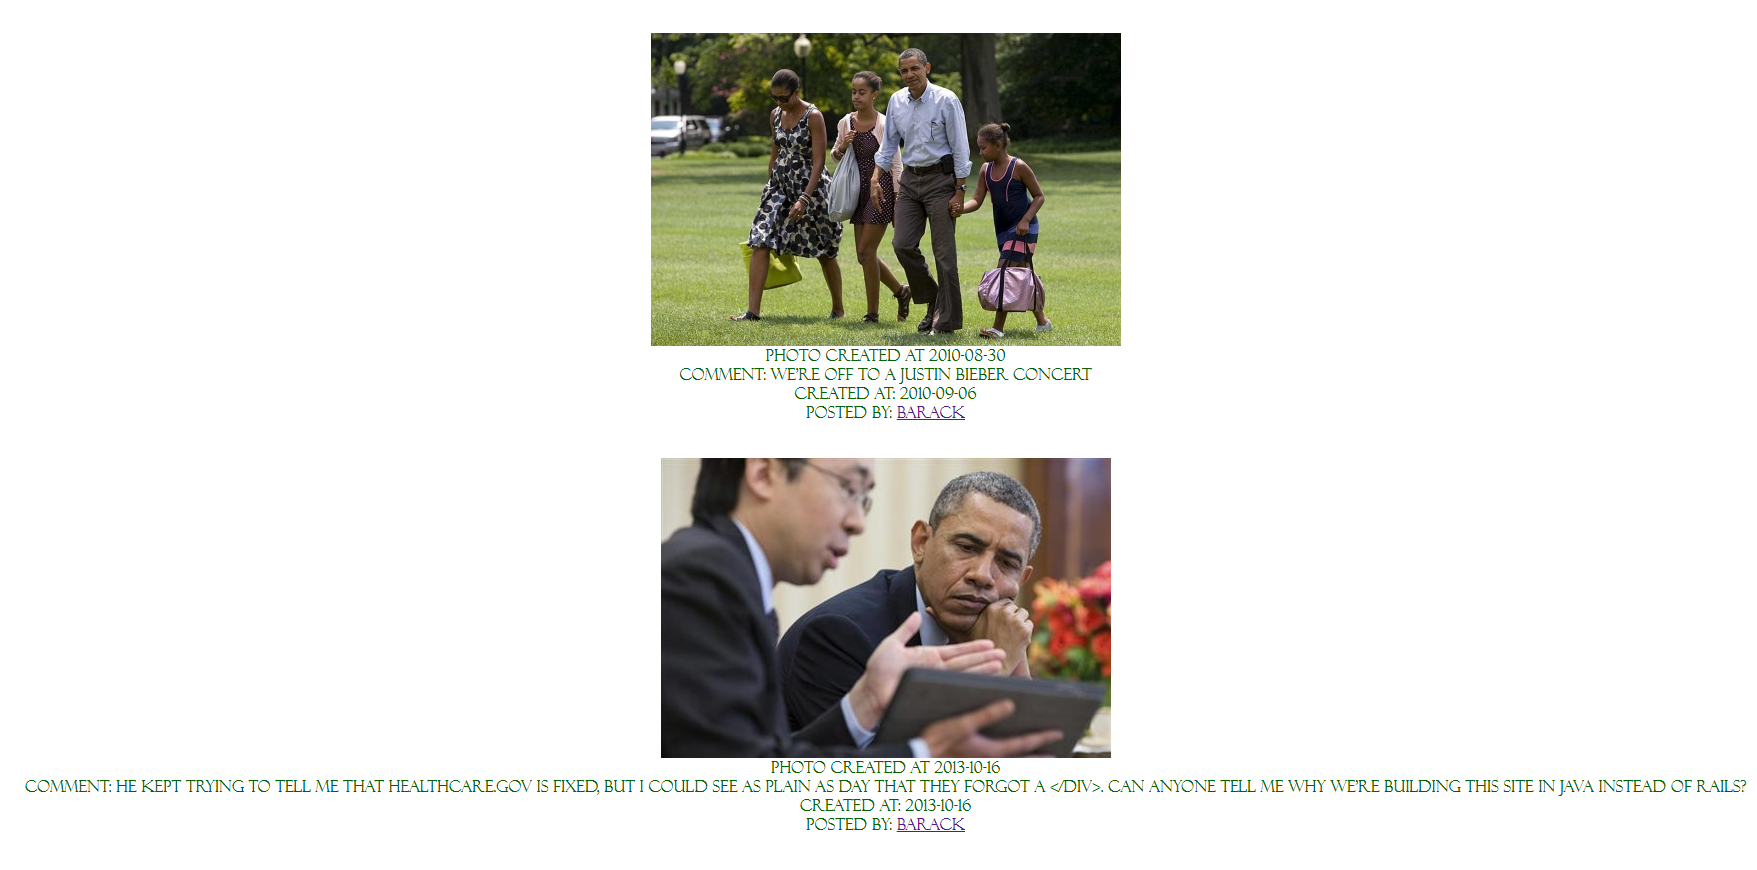 PHOTO CREATED AT 2010-08-30
COMMENT: WE'RE OFF TO A JUSTIN BIEBER CONCERT
CREATED AT: 2010-09-06
POSTED BY: BARACK
PHOTO CREATED AT 2013-10-16
COMMENT: HE KEPT TRYING TO TELL ME THAT HEALTHCARE.GOV IS FIXED, BUT I COULD SEE AS PLAIN AS DAY THAT THEY FORGOT A </DIV>. CAN ANYONE TELL ME WHY WE'RE BUILDING THIS SITE IN JAVA INSTEAD OF RAILS?
CREATED AT: 2013-10-16
POSTED BY: BARACK